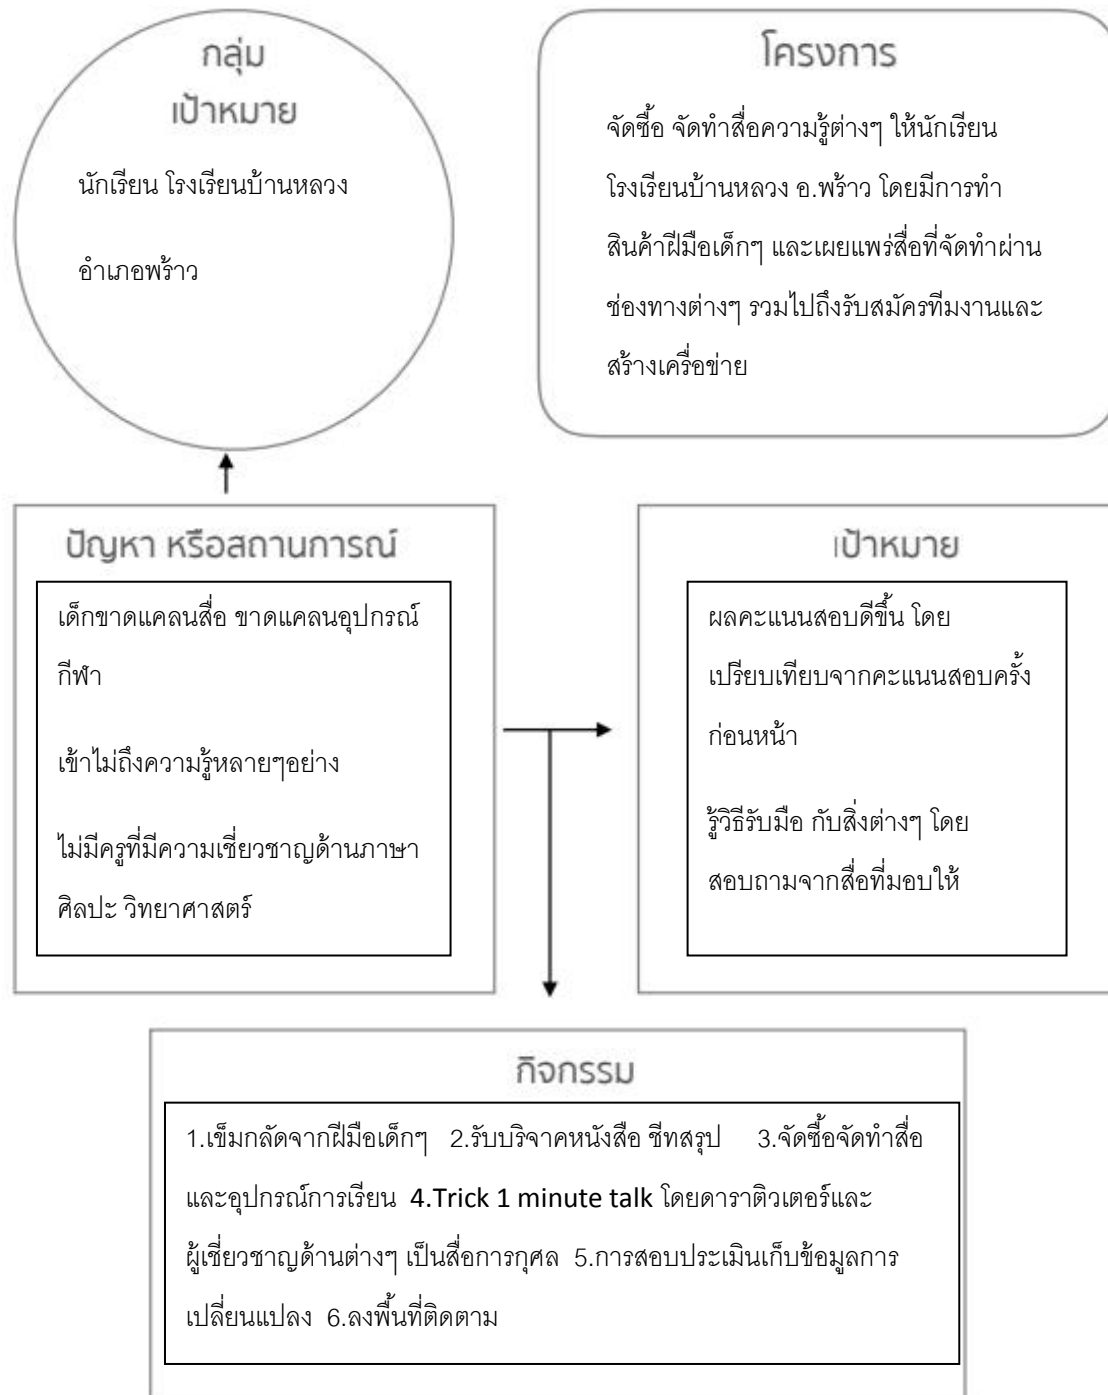 กลุ่ม
เป้าหมาย
นักเรียน โรงเรียนบ้านหลวง
อำเภอพร้าว
โครงการ
จัดซื้อ จัดทำสื่อความรู้ต่างๆ ให้นักเรียน
โรงเรียนบ้านหลวง อ.พร้าว โดยมีการทำ
สินค้าฝีมือเด็กๆ และเผยแพร่สื่อที่จัดทำผ่าน
ช่องทางต่างๆ รวมไปถึงรับสมัครทีมงานและ
สร้างเครื่อข่าย
ปัญหา หรือสถานการณ์
เด็กขาดแคลนสื่อ ขาดแคลนอุปกรณ์
กีฬา
เข้าไม่ถึงความรู้หลายๆอย่าง
ไม่มีครูที่มีความเชี่ยวชาญด้านภาษา
ศิลปะ วิทยาศาสตร์
เป้าหมาย
ผลคะแนนสอบดีขึ้น โดย
เปรียบเทียบจากคะแนนสอบครั้ง
ก่อนหน้า
รู้วิธีรับมือ กับสิ่งต่างๆ โดย
สอบถามจากสื่อที่มอบให้
กิจกรรม
1.เข็มกลัดจากฝีมือเด็กๆ 2.รับบริจาคหนังสือ ชีทสรุป 3.จัดซื้อจัดทำสื่อ
และอุปกรณ์การเรียน 4.Trick 1 minute talk โดยดาราติวเตอร์และ
ผู้เชี่ยวชาญด้านต่างๆ เป็นสื่อการกุศล 5.การสอบประเมินเก็บข้อมูลการ
เปลี่ยนแปลง 6.ลงพื้นที่ติดตาม